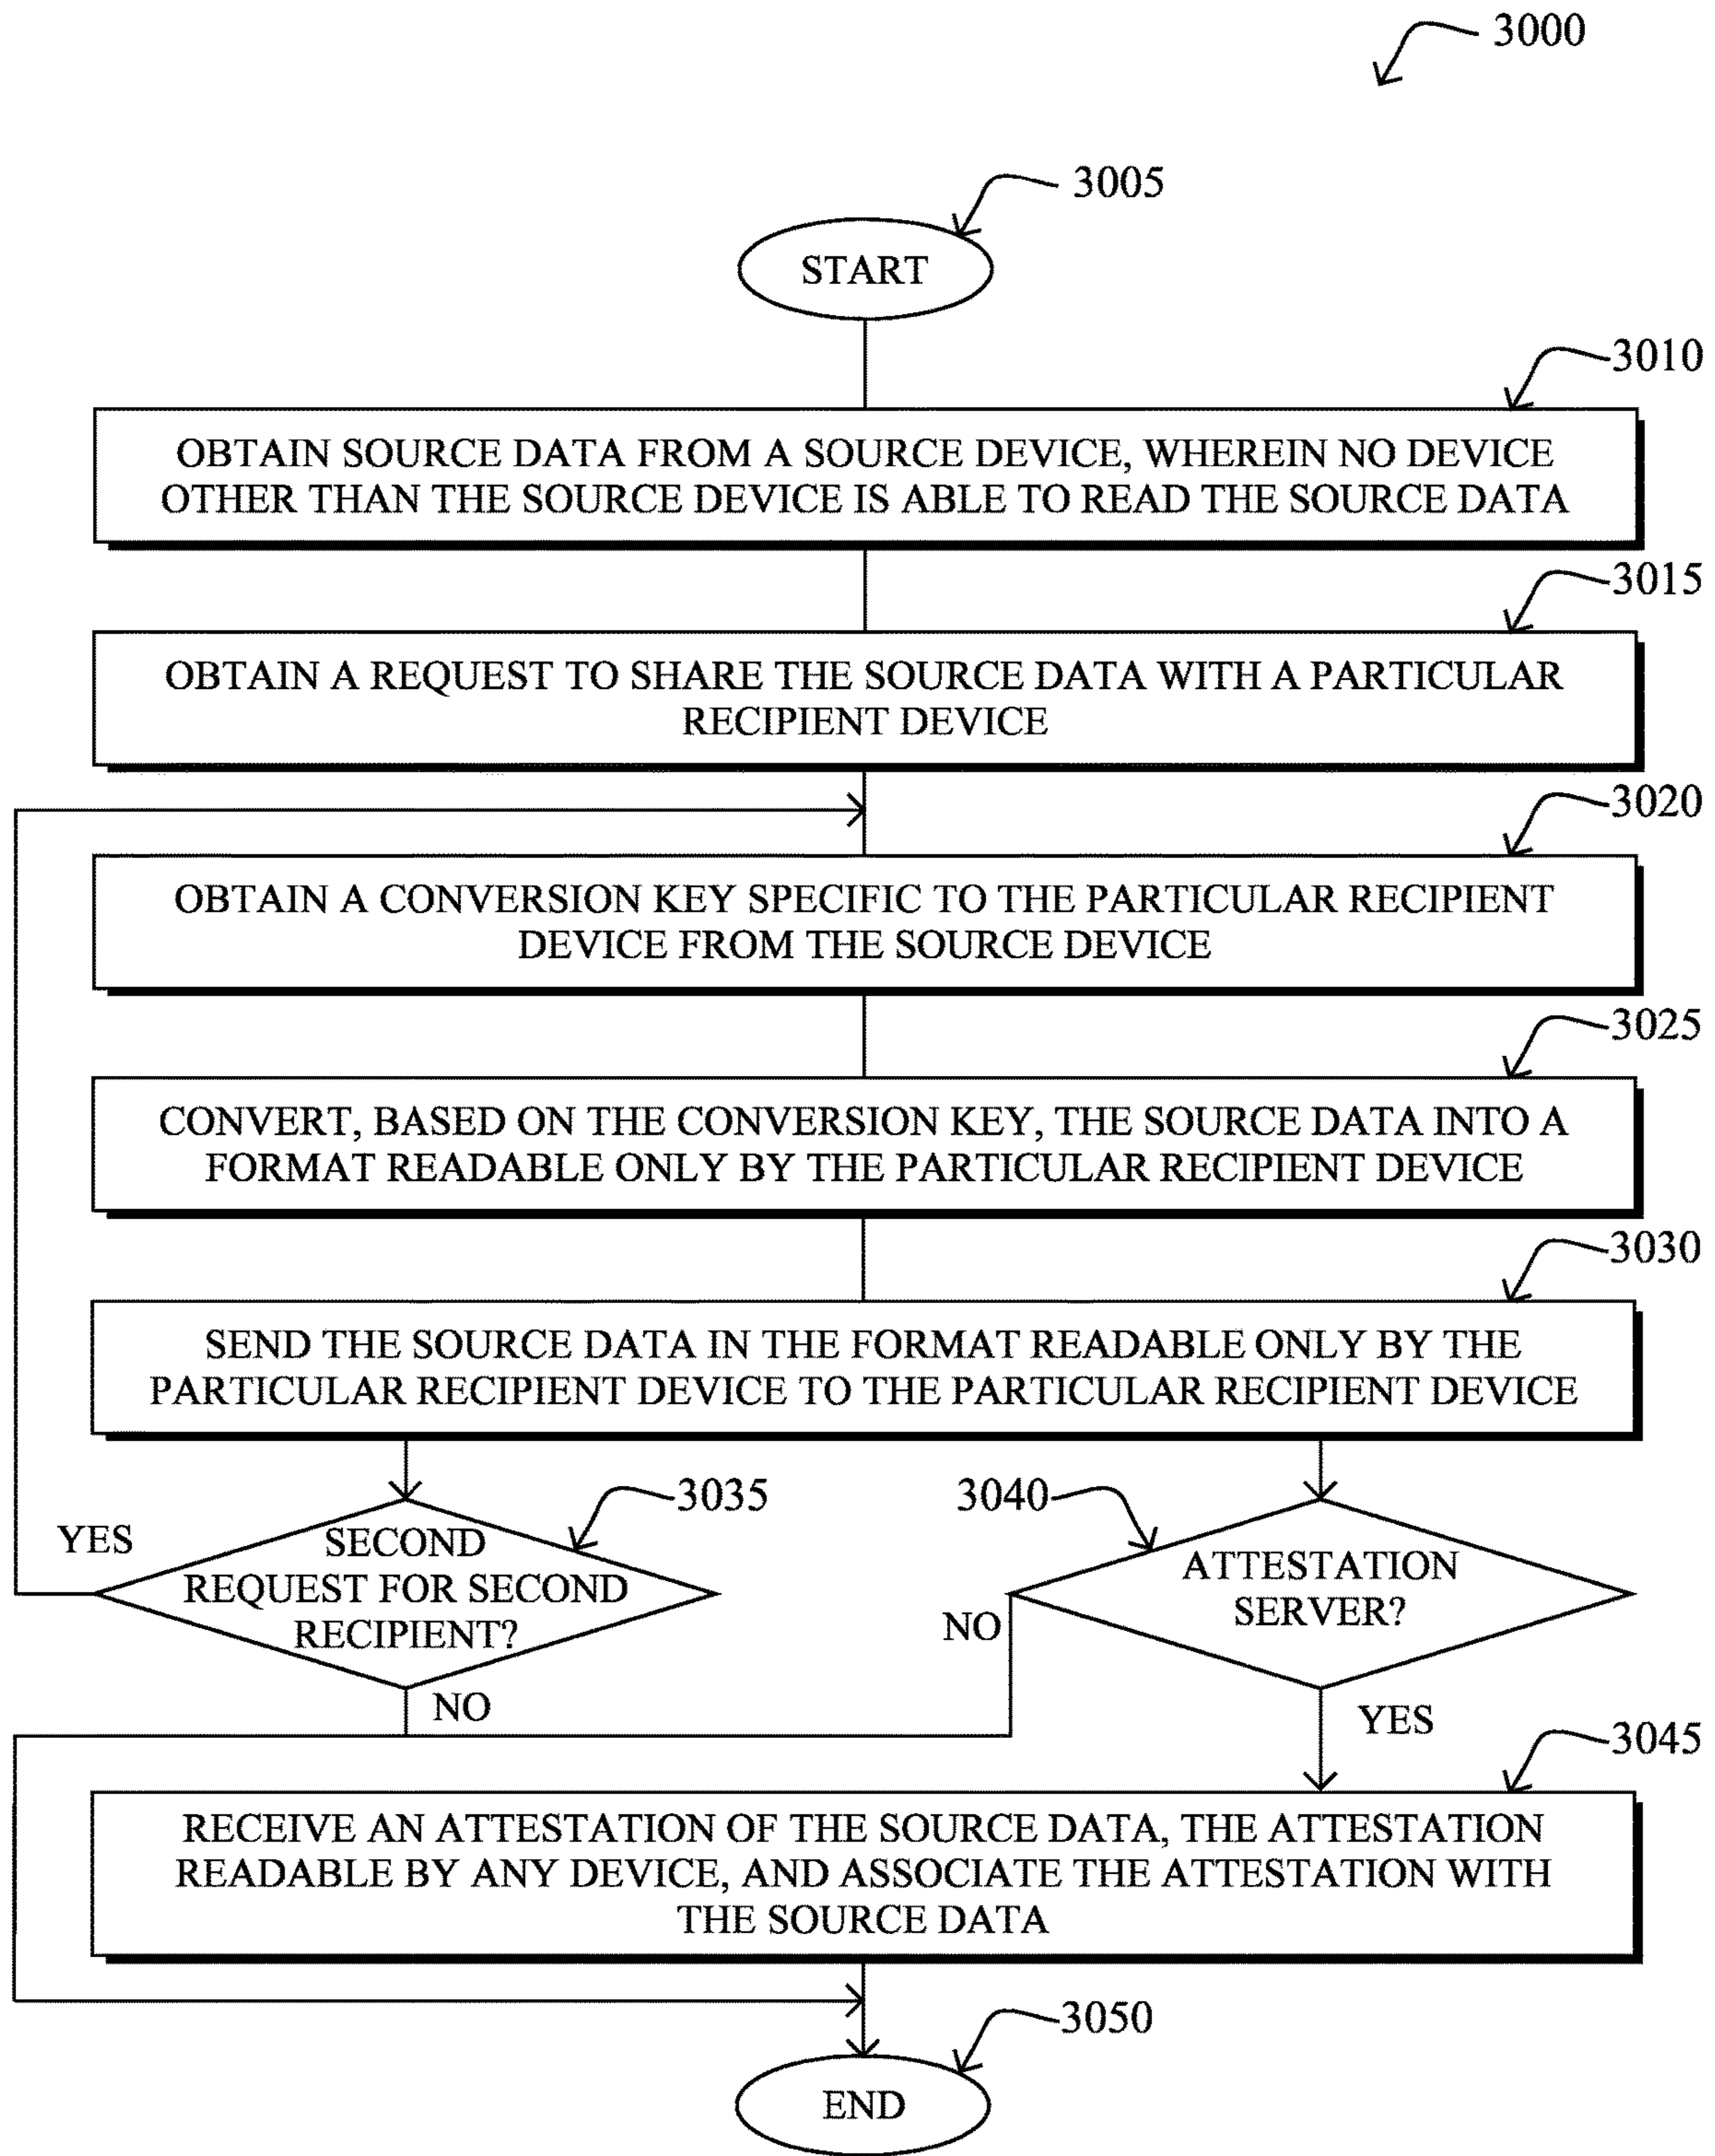 3000
3005
START
3010
OBTAIN SOURCE DATA FROM A SOURCE DEVICE, WHEREIN NO DEVICE
OTHER THAN THE SOURCE DEVICE IS ABLE TO READ THE SOURCE DATA
3015
OBTAIN A REQUEST TO SHARE THE SOURCE DATA WITH A PARTICULAR
RECIPIENT DEVICE
3020
OBTAIN A CONVERSION KEY SPECIFIC TO THE PARTICULAR RECIPIENT
DEVICE FROM THE SOURCE DEVICE
3025
CONVERT, BASED ON THE CONVERSION KEY, THE SOURCE DATA INTO A
FORMAT READABLE ONLY BY THE PARTICULAR RECIPIENT DEVICE
3030
SEND THE SOURCE DATA IN THE FORMAT READABLE ONLY BY THE
PARTICULAR RECIPIENT DEVICE TO THE PARTICULAR RECIPIENT DEVICE
3035
YES
SECOND
REQUEST FOR SECOND
RECIPIENT?
NO
3040
ATTESTATION
SERVER?
NO
YES
3045
RECEIVE AN ATTESTATION OF THE SOURCE DATA, THE ATTESTATION
READABLE BY ANY DEVICE, AND ASSOCIATE THE ATTESTATION WITH
THE SOURCE DATA
3050
END